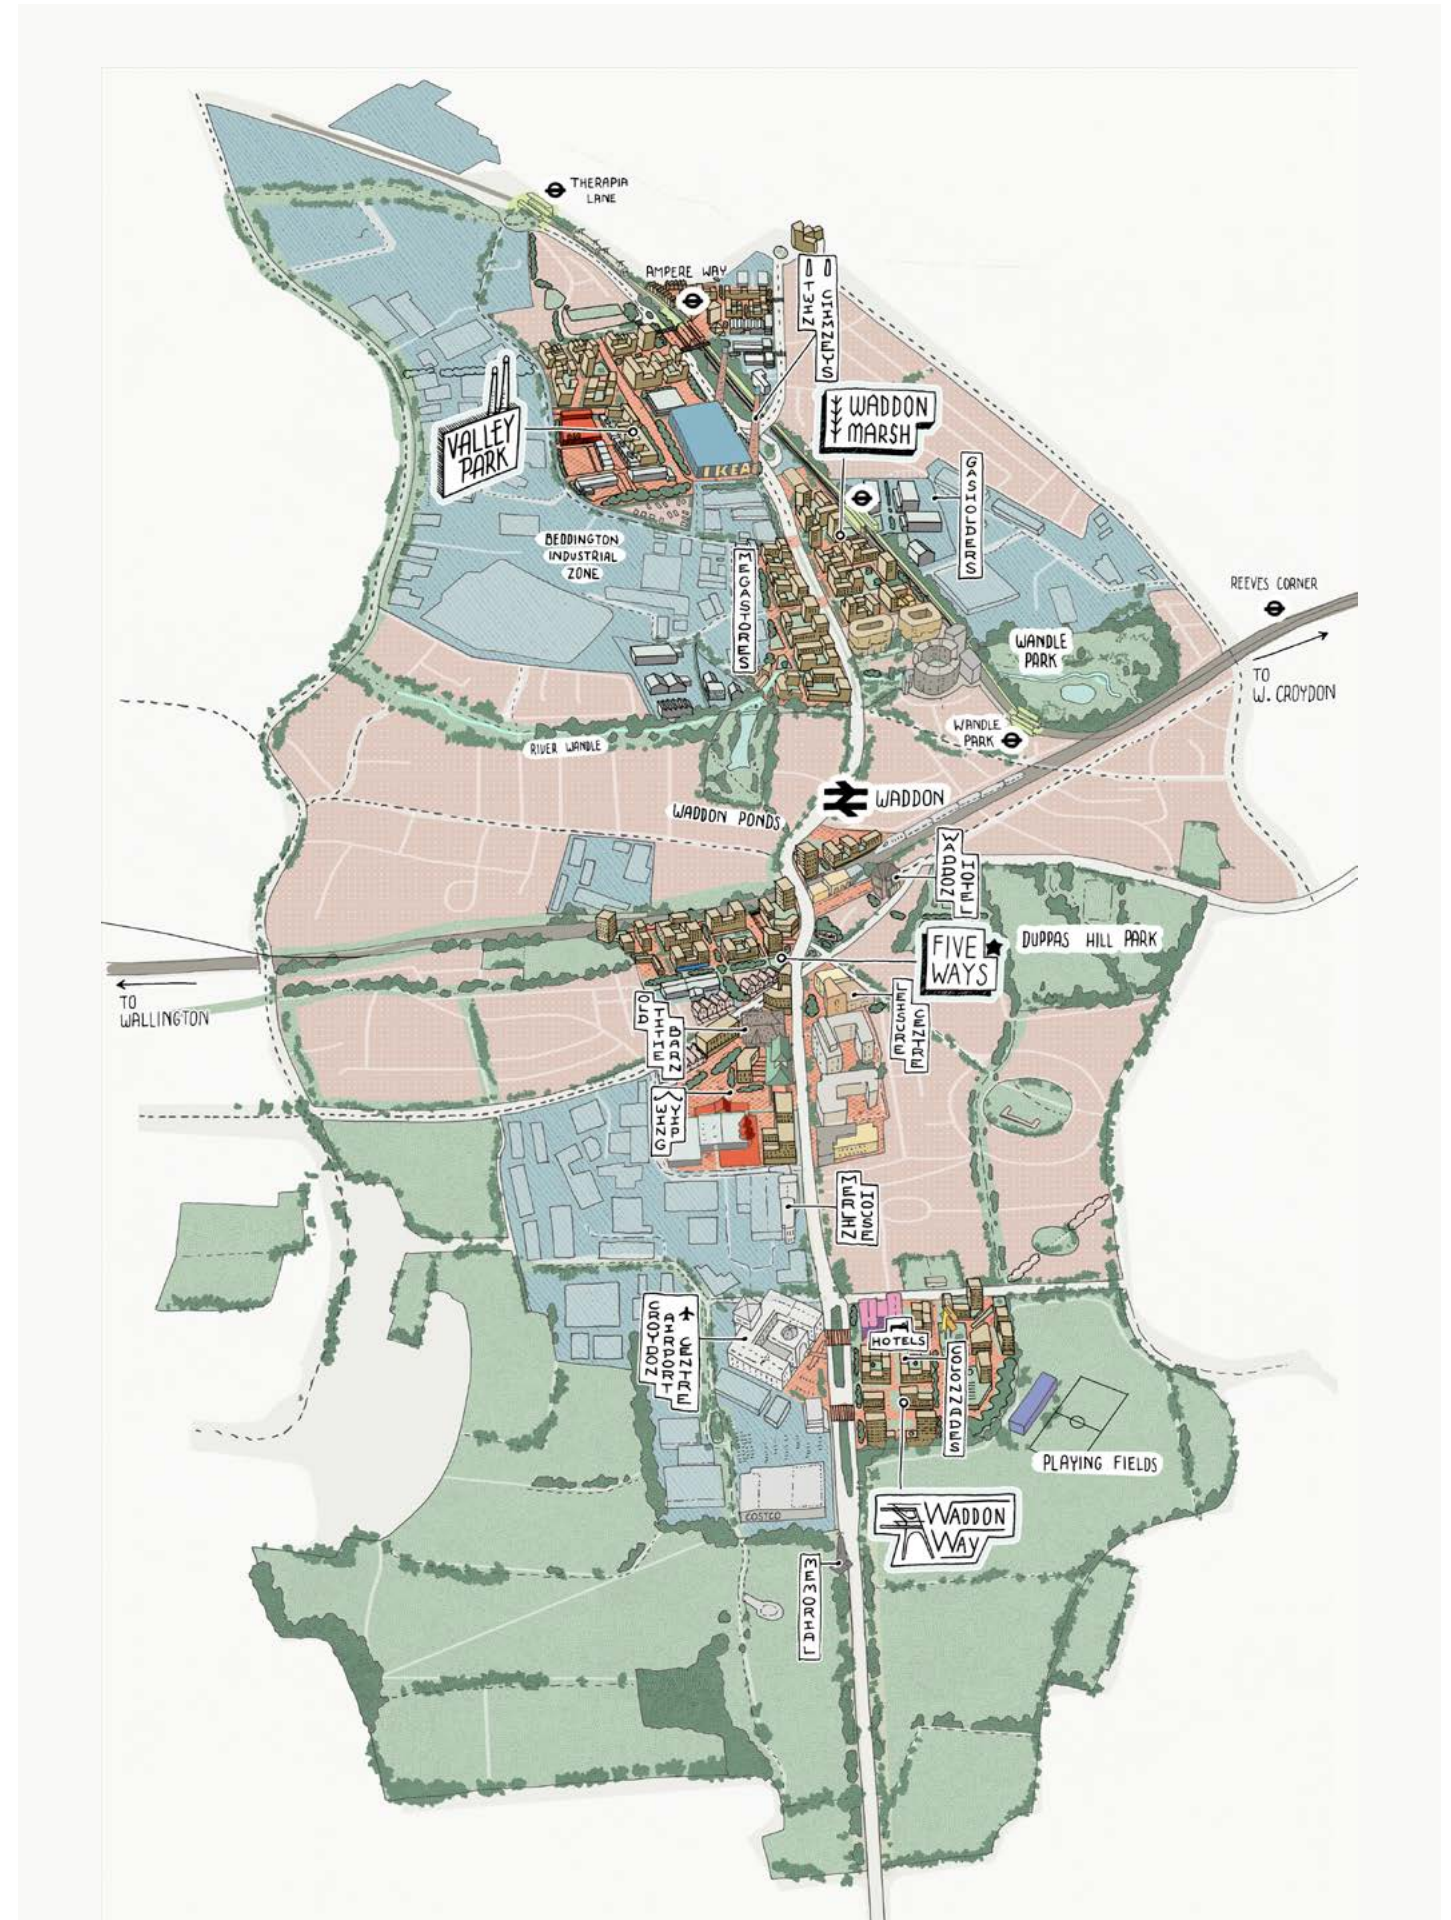 THERAPIA
LANE
AMPERE WAY
TWIN
CHIMNEYS
VALLEY
PARK
WADDON
MARSH
IKEA
GASHOLDERS
BEDDINGTON
INDUSTRIAL
ZONE
MEGASTORES
REEVES CORNER
WANDLE
PARK
TO
W. CROYDON
WANDLE
PARK
RIVER WANDLE
WADDON
WADDON PONDS
WADDON
HOTEL
FIVE
WAYS
DUPPAS HILL PARK
TO
WALLINGTON
OLD
TITHE
BARN
LEISURE
CENTRE
WING
YIP
MERLIN
HOUSE
CROYDON
AIRPORT
CENTRE
HOTELS
COLONNADES
PLAYING FIELDS
COSTCO
WADDON
WAY
MEMORIAL